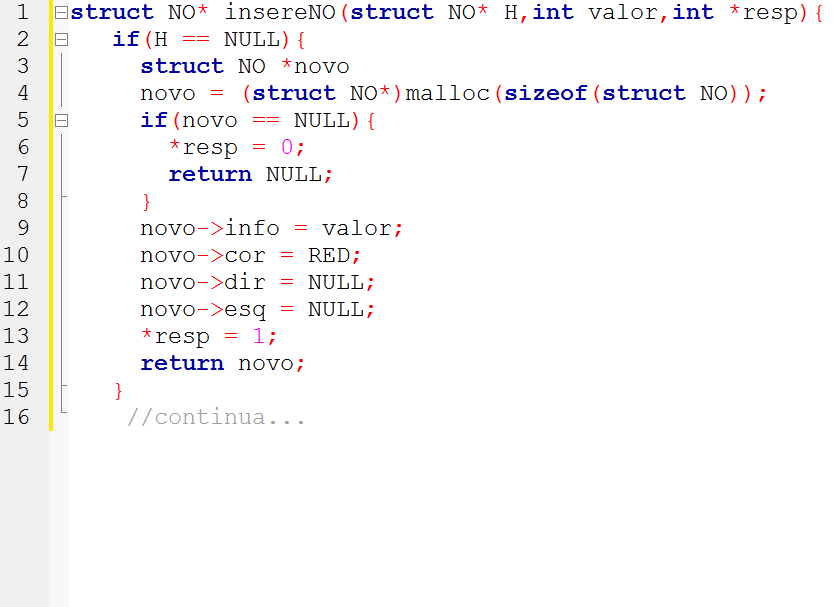 1 struct NO* insereNO(struct NO* H,int valor,int *resp){
2 if(H == NULL){
3 struct NO *novo
4 novo = (struct NO*)malloc(sizeof(struct NO));
5 if(novo == NULL){
6 *resp = 0;
7 return NULL;
8 }
9 novo->info = valor;
10 novo->cor = RED;
11 novo->dir = NULL;
12 novo->esq = NULL;
13 *resp = 1;
14 return novo;
15 }
16 //continua...